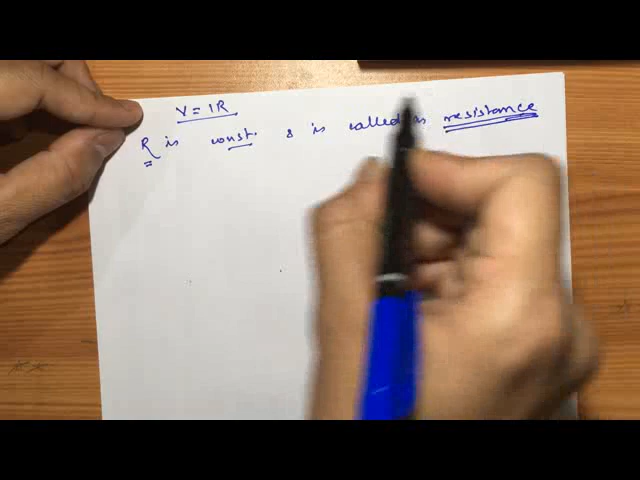 V = IR
R is const. & is called as resistance